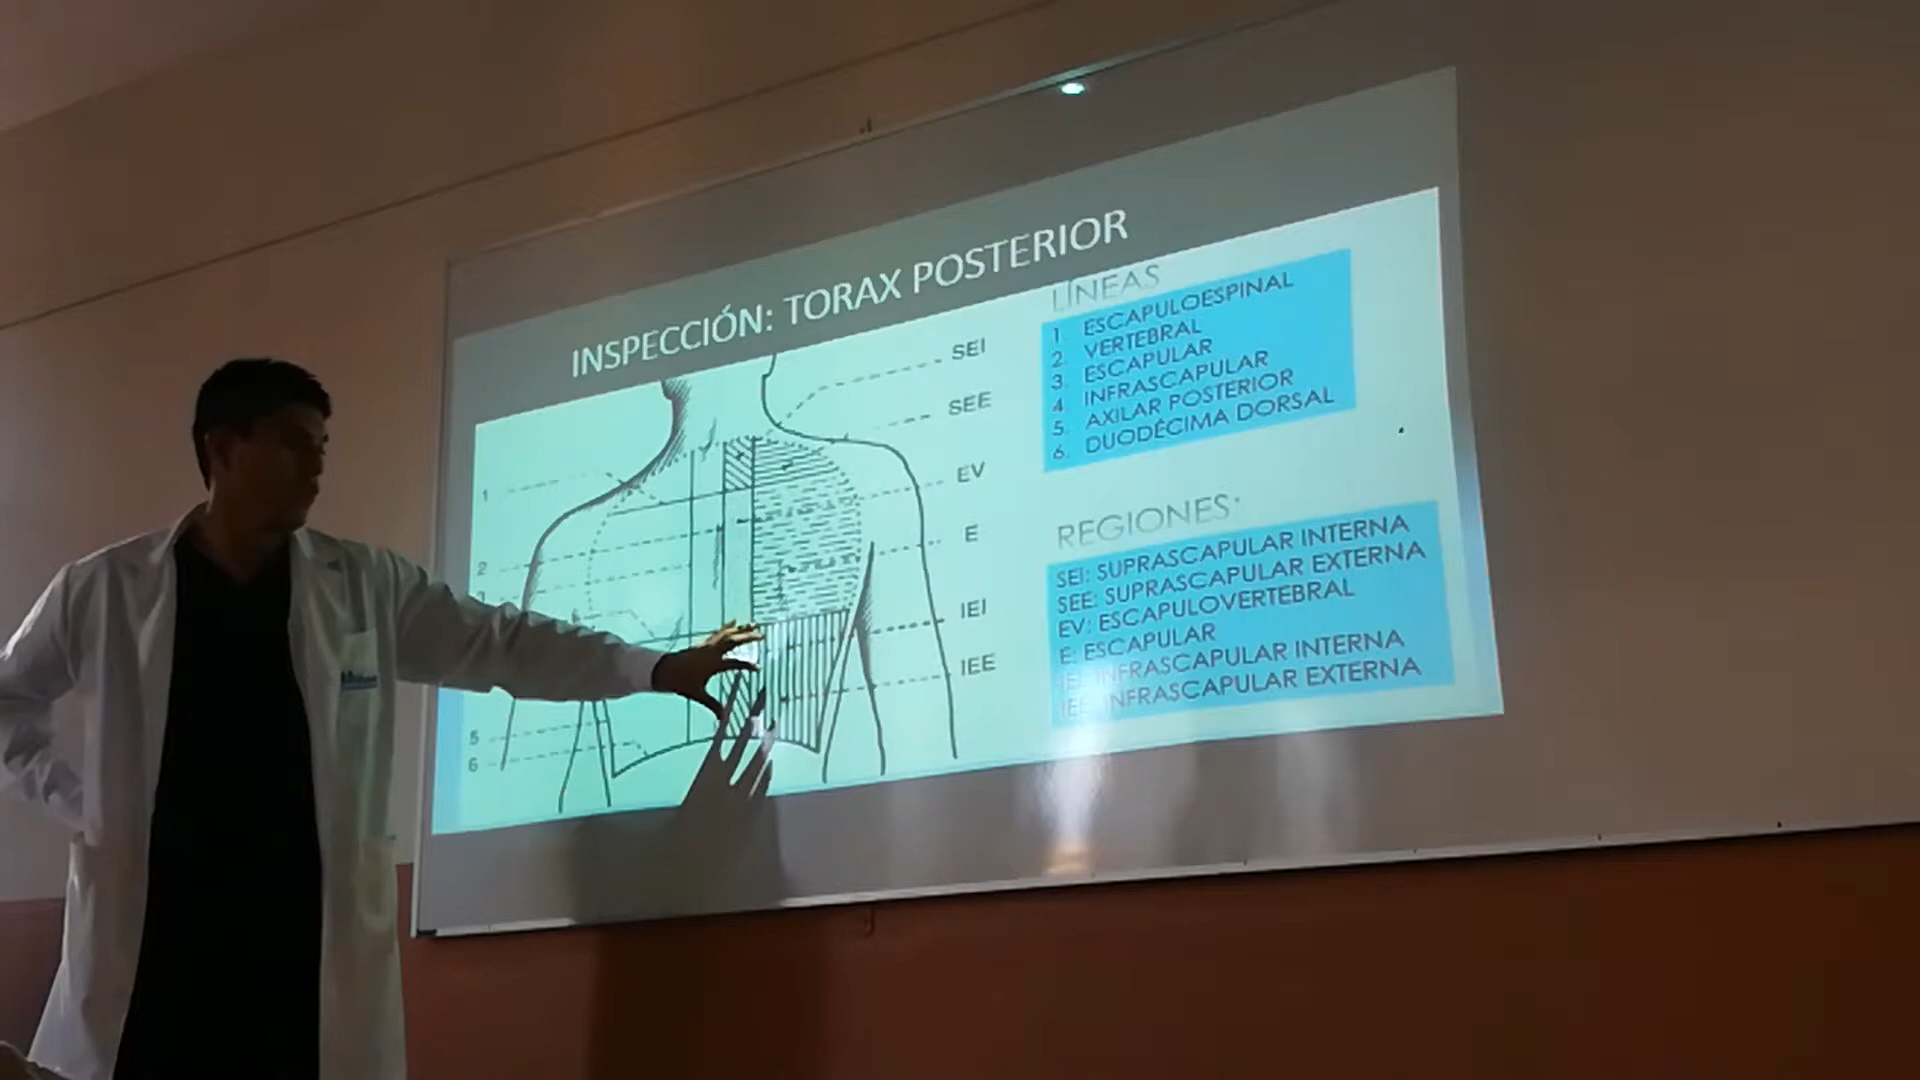 INSPECCIÓN: TORAX POSTERIOR
SEI
SEE
EV
E
IEI
IEE
1
2
5
6
LÍNEAS
1. ESCAPULOESPINAL
2. VERTEBRAL
3. ESCAPULAR
4. INFRASCAPULAR
5. AXILAR POSTERIOR
6. DUODÉCIMA DORSAL
REGIONES:
SEI: SUPRASCAPULAR INTERNA
SEE: SUPRASCAPULAR EXTERNA
EV: ESCAPULOVERTEBRAL
E: ESCAPULAR
IEI: INFRASCAPULAR INTERNA
IEE: INFRASCAPULAR EXTERNA